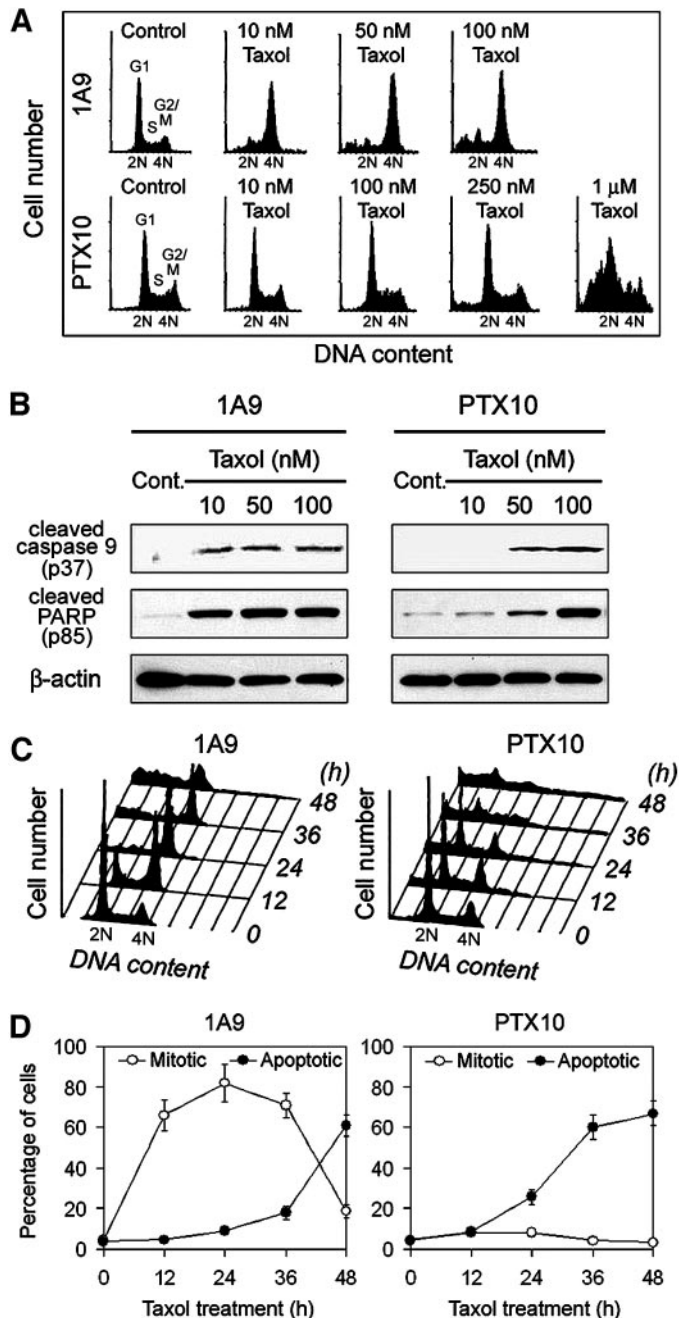 A
Control
10 nM Taxol
50 nM Taxol
100 nM Taxol
1A9
G1
S
G2/
M
2N 4N
2N 4N
2N 4N
2N 4N
Cell number
Control
10 nM Taxol
100 nM Taxol
250 nM Taxol
1 μM Taxol
PTX10
G1
S
G2/
M
2N 4N
2N 4N
2N 4N
2N 4N
2N 4N
DNA content
B
1A9
PTX10
Cont.
Taxol (nM)
10 50 100
Cont.
Taxol (nM)
10 50 100
cleaved
caspase 9
(p37)
cleaved
PARP
(p85)
β-actin
C
1A9
Cell number
2N 4N
DNA content
(h)
48
36
24
12
0
PTX10
Cell number
2N 4N
DNA content
(h)
48
36
24
12
0
D
1A9
PTX10
Percentage of cells
100
80
60
40
20
0
Mitotic Apoptotic
0 12 24 36 48
Taxol treatment (h)
100
80
60
40
20
0
Mitotic Apoptotic
0 12 24 36 48
Taxol treatment (h)